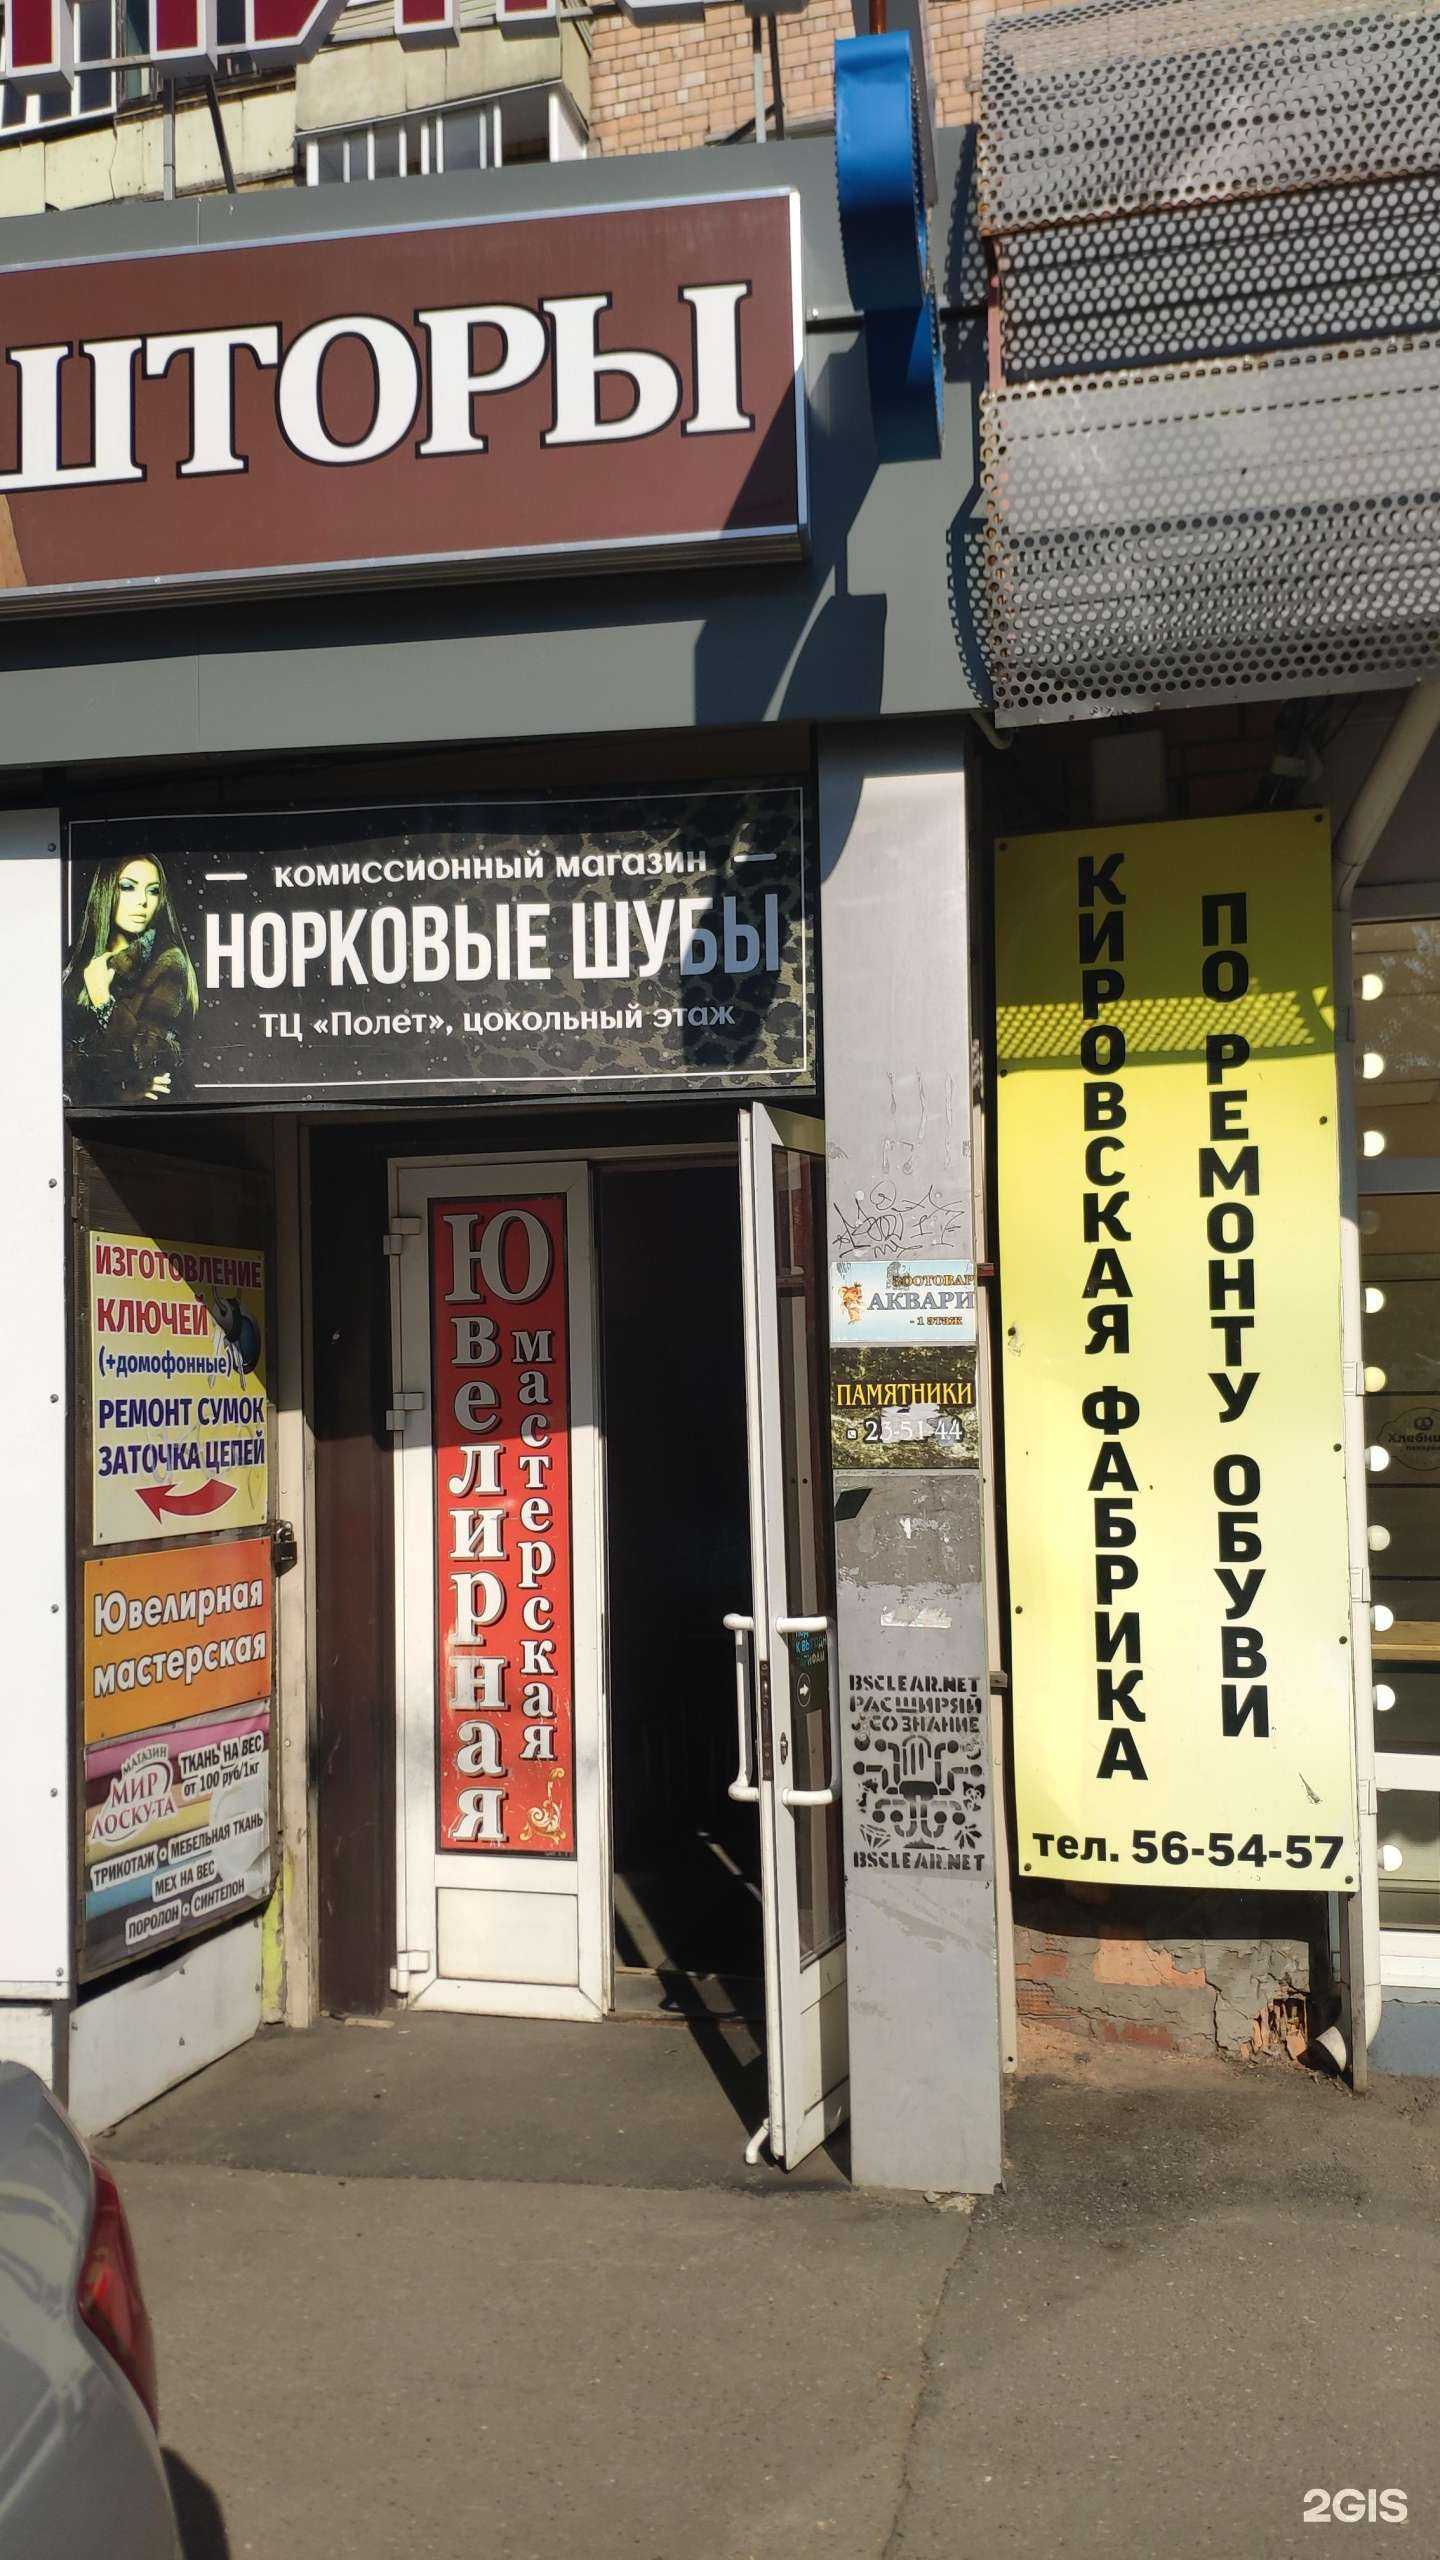 ШТОРЫ
комиссионный магазин
НОРКОВЫЕ ШУБЫ
ТЦ «Полет», цокольный этаж
ИЗГОТОВЛЕНИЕ
КЛЮЧЕЙ
(+домофонные)
РЕМОНТ СУМОК
ЗАТОЧКА ЦЕПЕЙ
Ювелирная
мастерская
МАГАЗИН
МИР
ЛОСКУТА
ТКАНЬ НА ВЕС
от 100 руб/1кг
ТРИКОТАЖ МЕБЕЛЬНАЯ ТКАНЬ
МЕХ НА ВЕС
ПОРОЛОН СИНТЕПОН
Ювелирная
мастерская
ЗООТОВАР
АКВАРИ
- 1 этаж
ПАМЯТНИКИ
23-51-44
BSCLEAR.NET
РАСШИРЯЙ
СОЗНАНИЕ
BSCLEAR.NET
КИРОВСКАЯ ФАБРИКА
ПО РЕМОНТУ ОБУВИ
тел. 56-54-57
2GIS